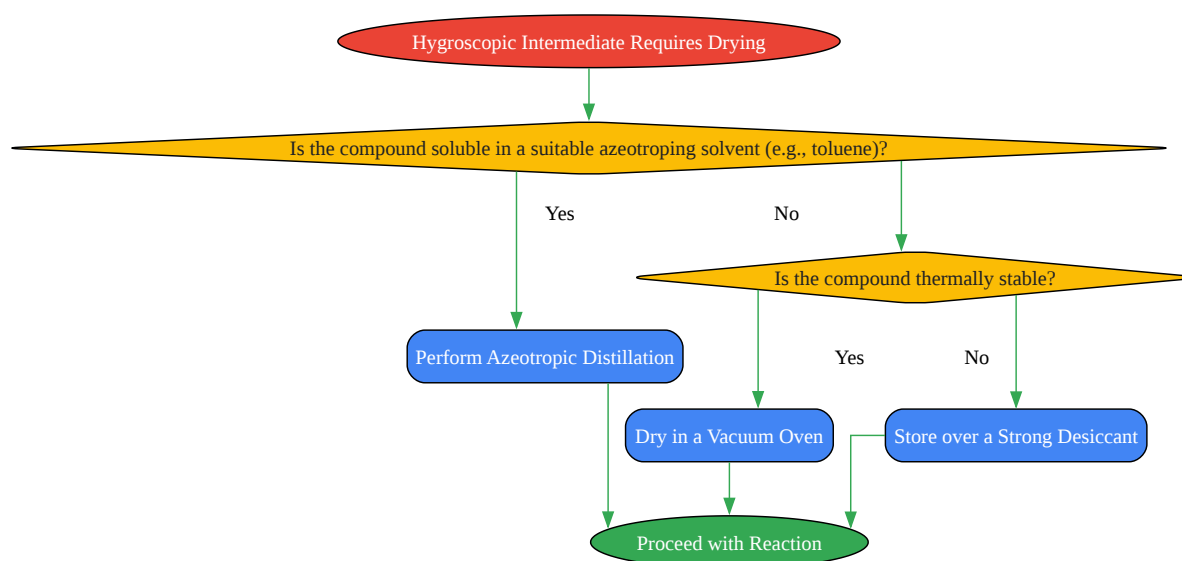 Hygroscopic Intermediate Requires Drying
Is the compound soluble in a suitable azeotroping solvent (e.g., toluene)?
Yes
No
Is the compound thermally stable?
Perform Azeotropic Distillation
Yes
No
Dry in a Vacuum Oven
Store over a Strong Desiccant
Proceed with Reaction